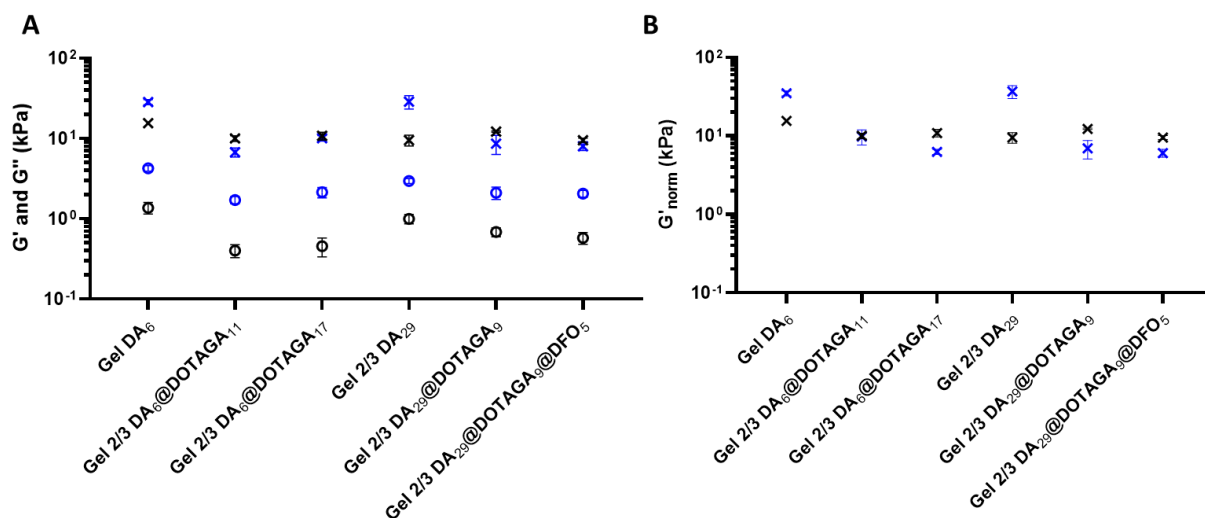 A
G' and G'' (kPa)
10²
10¹
10⁰
10⁻¹
Gel DA₆
Gel 2/3 DA₆@DOTAGA₁₁
Gel 2/3 DA₆@DOTAGA₁₇
Gel 2/3 DA₂₉
Gel 2/3 DA₂₉@DOTAGA₉
Gel 2/3 DA₂₉@DOTAGA₉@DFO₅
B
G'norm (kPa)
10²
10¹
10⁰
10⁻¹
Gel DA₆
Gel 2/3 DA₆@DOTAGA₁₁
Gel 2/3 DA₆@DOTAGA₁₇
Gel 2/3 DA₂₉
Gel 2/3 DA₂₉@DOTAGA₉
Gel 2/3 DA₂₉@DOTAGA₉@DFO₅